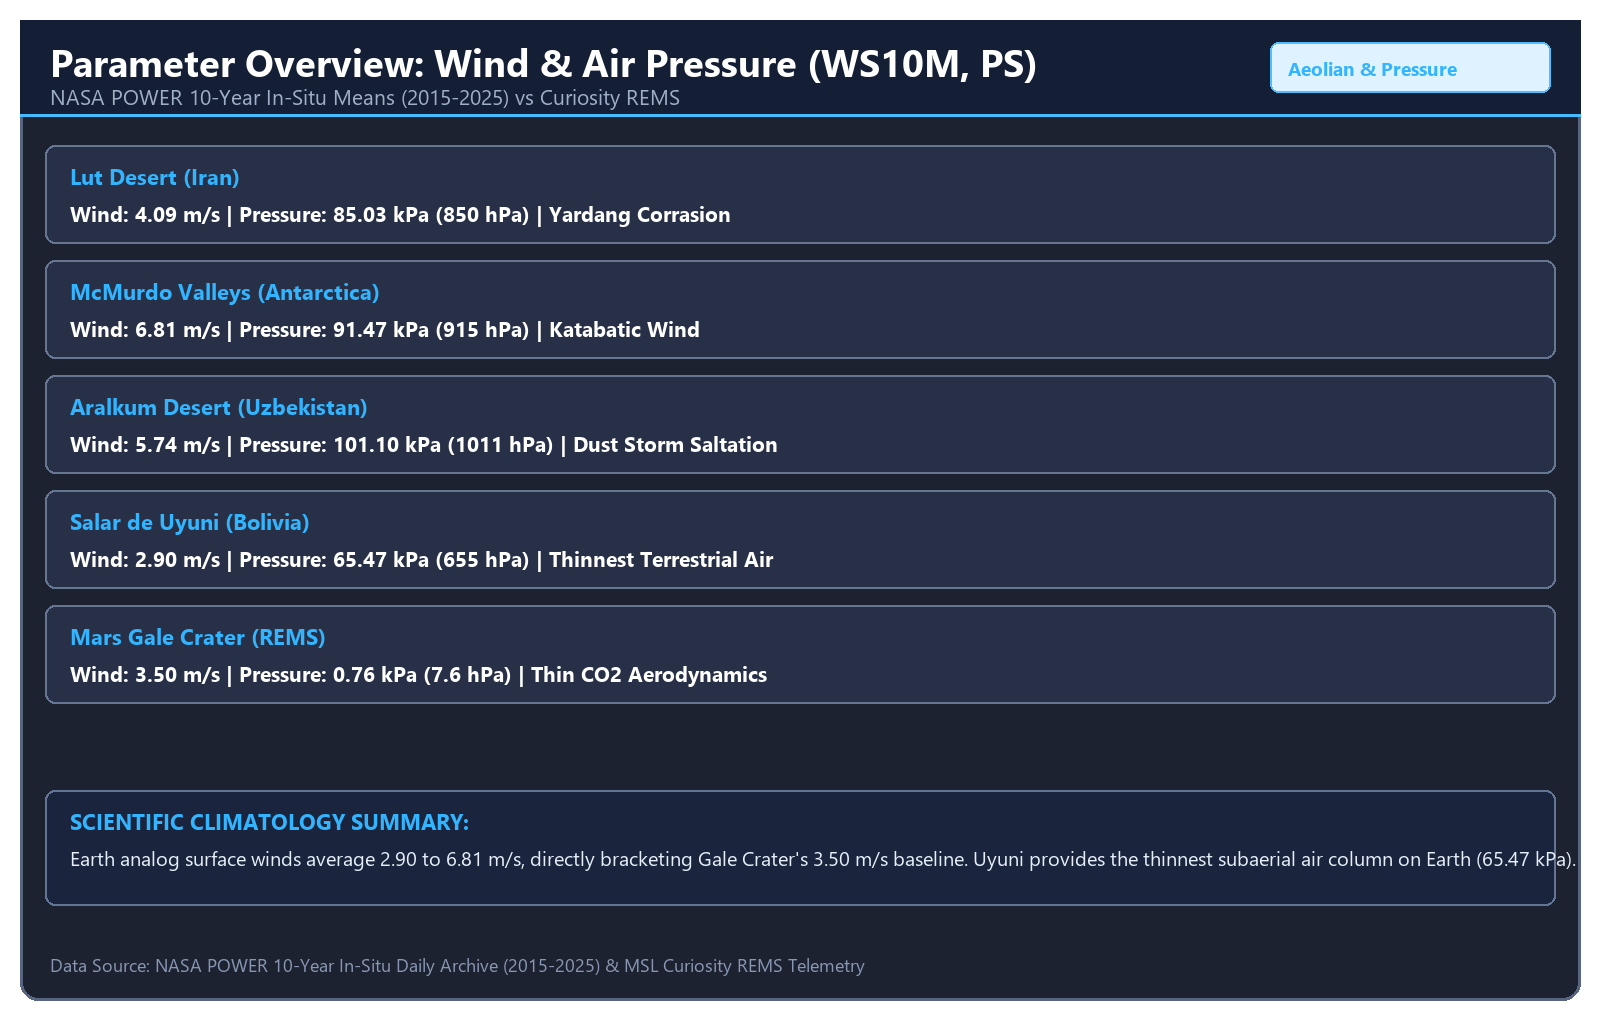 Parameter Overview: Wind & Air Pressure (WS10M, PS)
NASA POWER 10-Year In-Situ Means (2015-2025) vs Curiosity REMS
Aeolian & Pressure
Lut Desert (Iran)
Wind: 4.09 m/s | Pressure: 85.03 kPa (850 hPa) | Yardang Corrasion
McMurdo Valleys (Antarctica)
Wind: 6.81 m/s | Pressure: 91.47 kPa (915 hPa) | Katabatic Wind
Aralkum Desert (Uzbekistan)
Wind: 5.74 m/s | Pressure: 101.10 kPa (1011 hPa) | Dust Storm Saltation
Salar de Uyuni (Bolivia)
Wind: 2.90 m/s | Pressure: 65.47 kPa (655 hPa) | Thinnest Terrestrial Air
Mars Gale Crater (REMS)
Wind: 3.50 m/s | Pressure: 0.76 kPa (7.6 hPa) | Thin CO2 Aerodynamics
SCIENTIFIC CLIMATOLOGY SUMMARY:
Earth analog surface winds average 2.90 to 6.81 m/s, directly bracketing Gale Crater's 3.50 m/s baseline. Uyuni provides the thinnest subaerial air column on Earth (65.47 kPa).
Data Source: NASA POWER 10-Year In-Situ Daily Archive (2015-2025) & MSL Curiosity REMS Telemetry